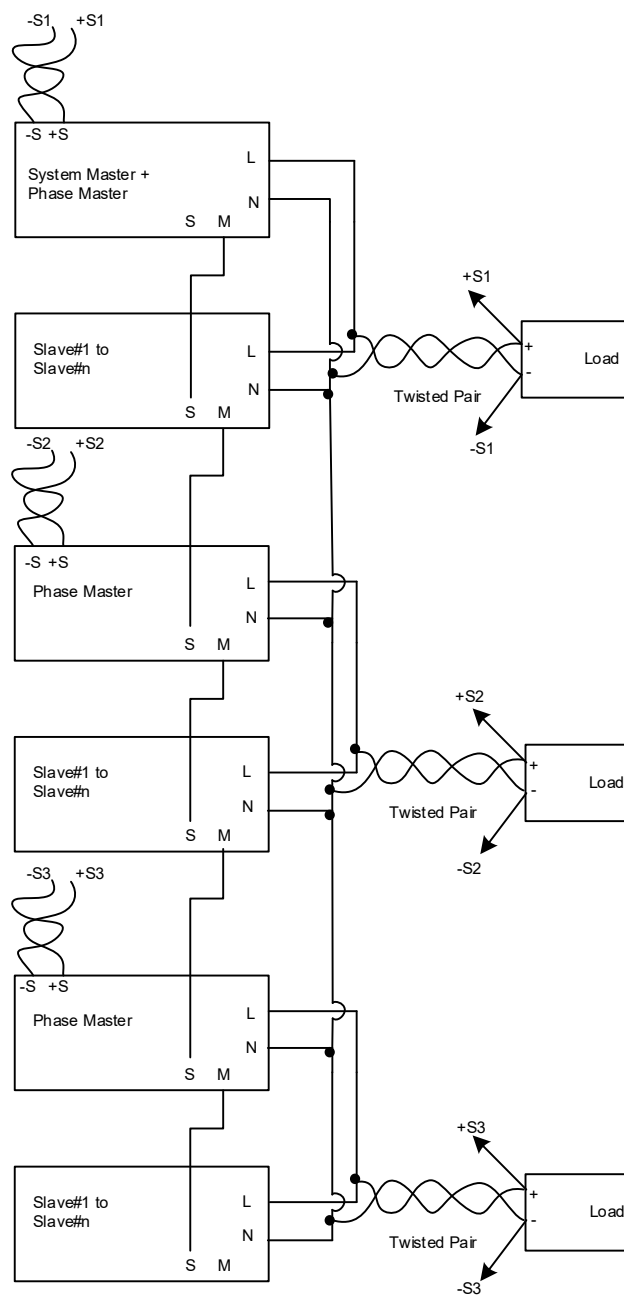 -S1 +S1
-S +S
System Master +
Phase Master
L
N
S M
+S1
Slave#1 to
Slave#n
L
N
S M
+
-
Load
Twisted Pair
-S1
-S2 +S2
-S +S
Phase Master
L
N
S M
+S2
Slave#1 to
Slave#n
L
N
S M
+
-
Load
Twisted Pair
-S2
-S3 +S3
-S +S
Phase Master
L
N
S M
+S3
Slave#1 to
Slave#n
L
N
S M
+
-
Load
Twisted Pair
-S3